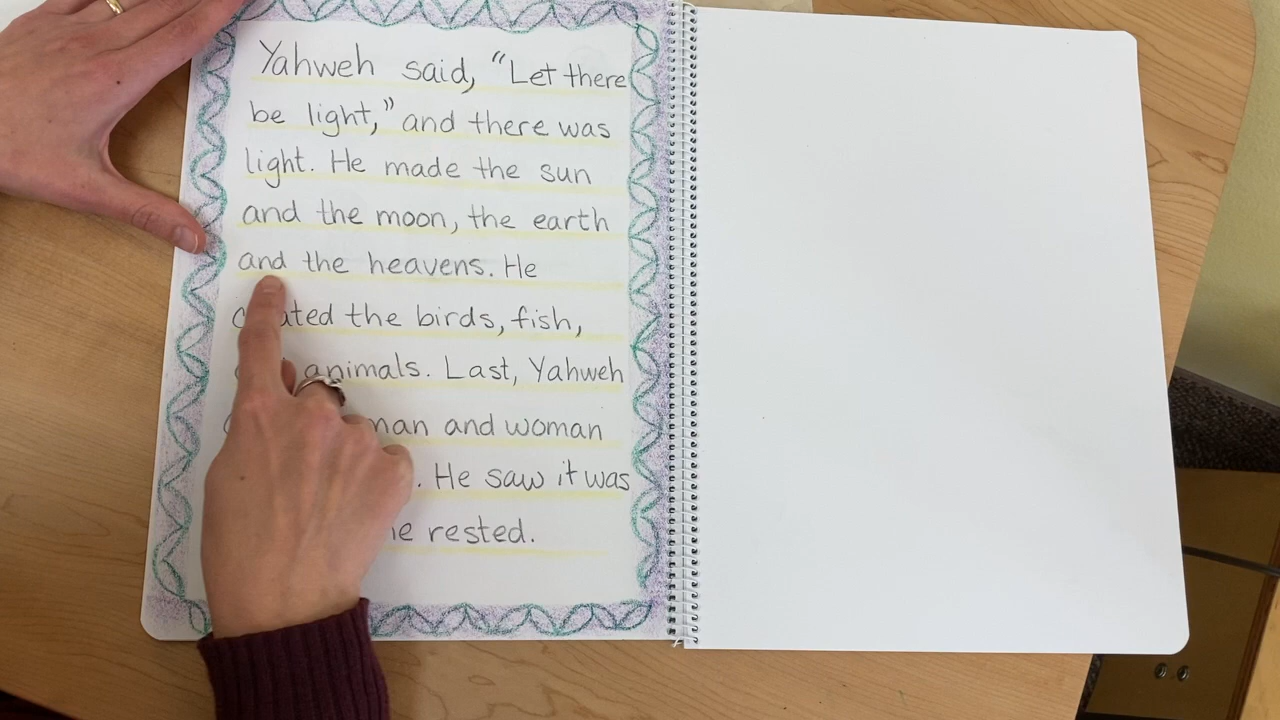 Yahweh said, "Let there
be light," and there was
light. He made the sun
and the moon, the earth
and the heavens. He
the birds, fish,
animals. Last, Yahweh
man and woman
. He saw it was
he rested.